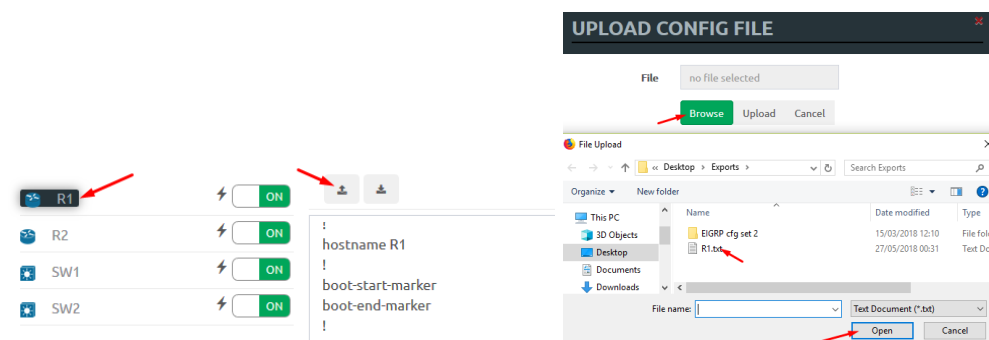 R1
ON
R2
ON
SW1
ON
SW2
ON
!
hostname R1
!
boot-start-marker
boot-end-marker
!
UPLOAD CONFIG FILE
File
no file selected
Browse
Upload
Cancel
File Upload
« Desktop > Exports >
Search Exports
Organize
New folder
This PC
3D Objects
Desktop
Documents
Downloads
Name
Date modified
Type
EIGRP cfg set 2
15/03/2018 12:10
File fol
R1.txt
27/05/2018 00:31
Text Do
File name:
Text Document (*.txt)
Open
Cancel